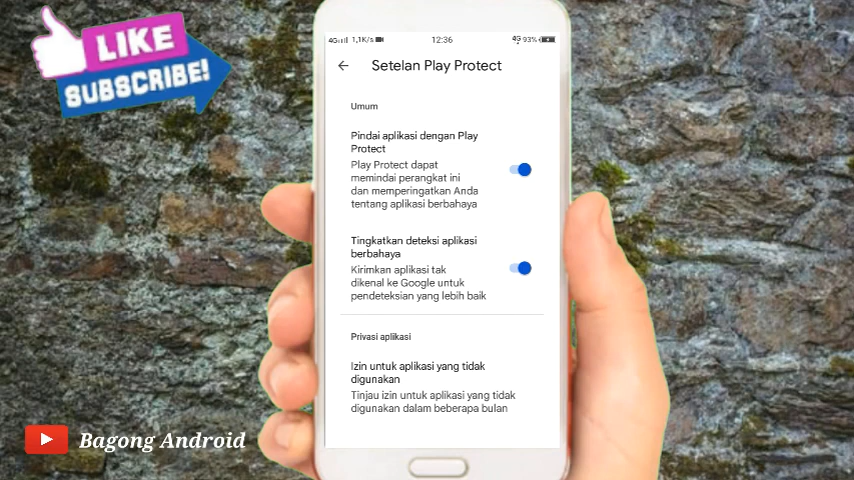 LIKE
SUBSCRIBE!
4G 1,1K/s 12:36 4G 93%
Setelan Play Protect
Umum
Pindai aplikasi dengan Play
Protect
Play Protect dapat
memindai perangkat ini
dan memperingatkan Anda
tentang aplikasi berbahaya
Tingkatkan deteksi aplikasi
berbahaya
Kirimkan aplikasi tak
dikenal ke Google untuk
pendeteksian yang lebih baik
Privasi aplikasi
Izin untuk aplikasi yang tidak
digunakan
Tinjau izin untuk aplikasi yang tidak
digunakan dalam beberapa bulan
Bagong Android